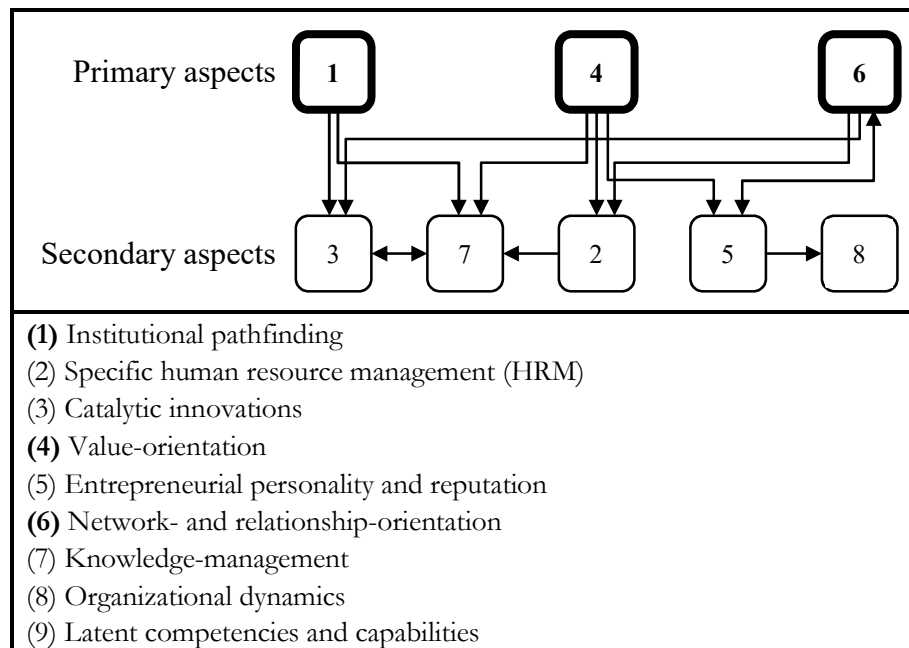 Primary aspects 1 4 6
Secondary aspects 3 7 2 5 8
(1) Institutional pathfinding
(2) Specific human resource management (HRM)
(3) Catalytic innovations
(4) Value-orientation
(5) Entrepreneurial personality and reputation
(6) Network- and relationship-orientation
(7) Knowledge-management
(8) Organizational dynamics
(9) Latent competencies and capabilities